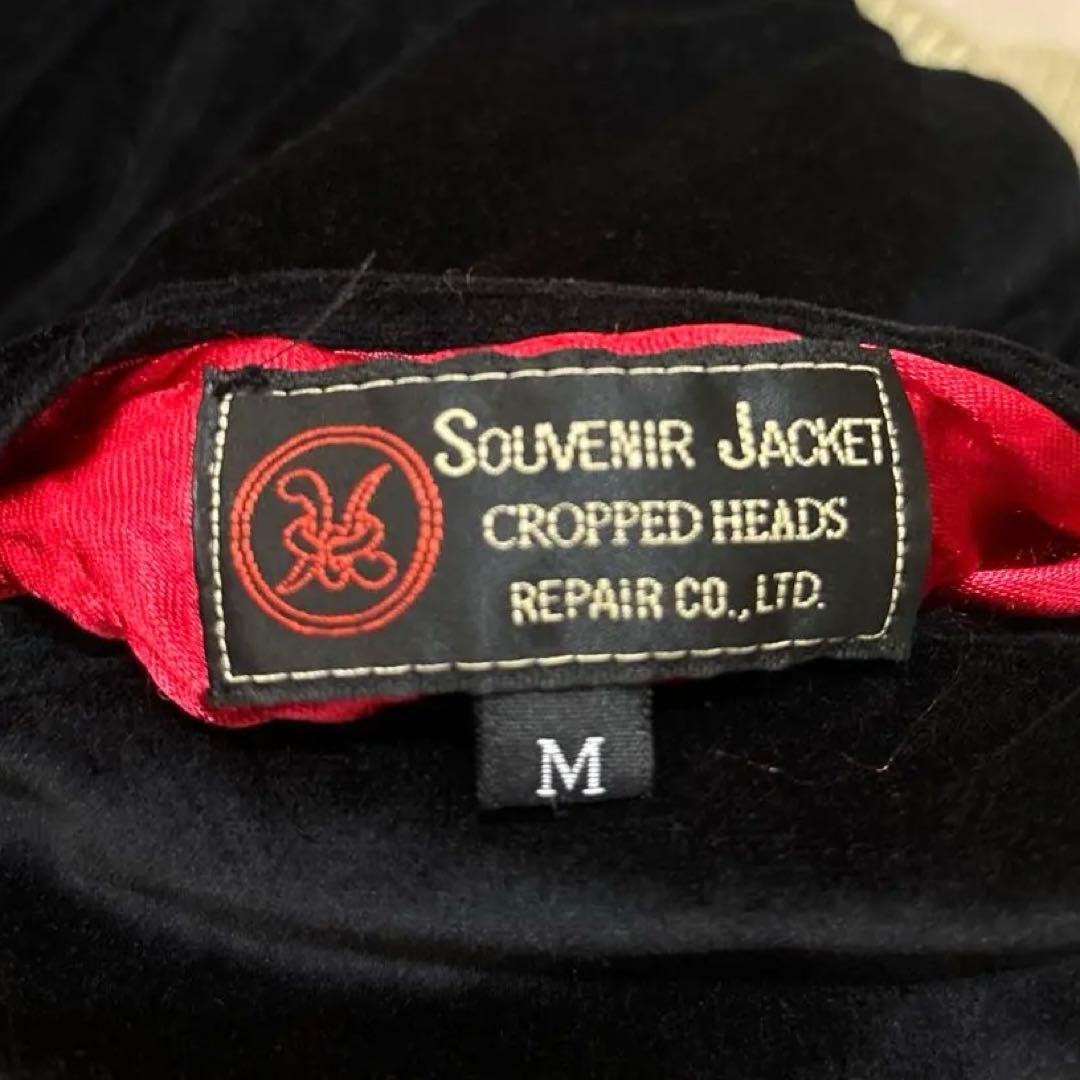 SOUVENIR JACKET
CROPPED HEADS
REPAIR CO., LTD.
M